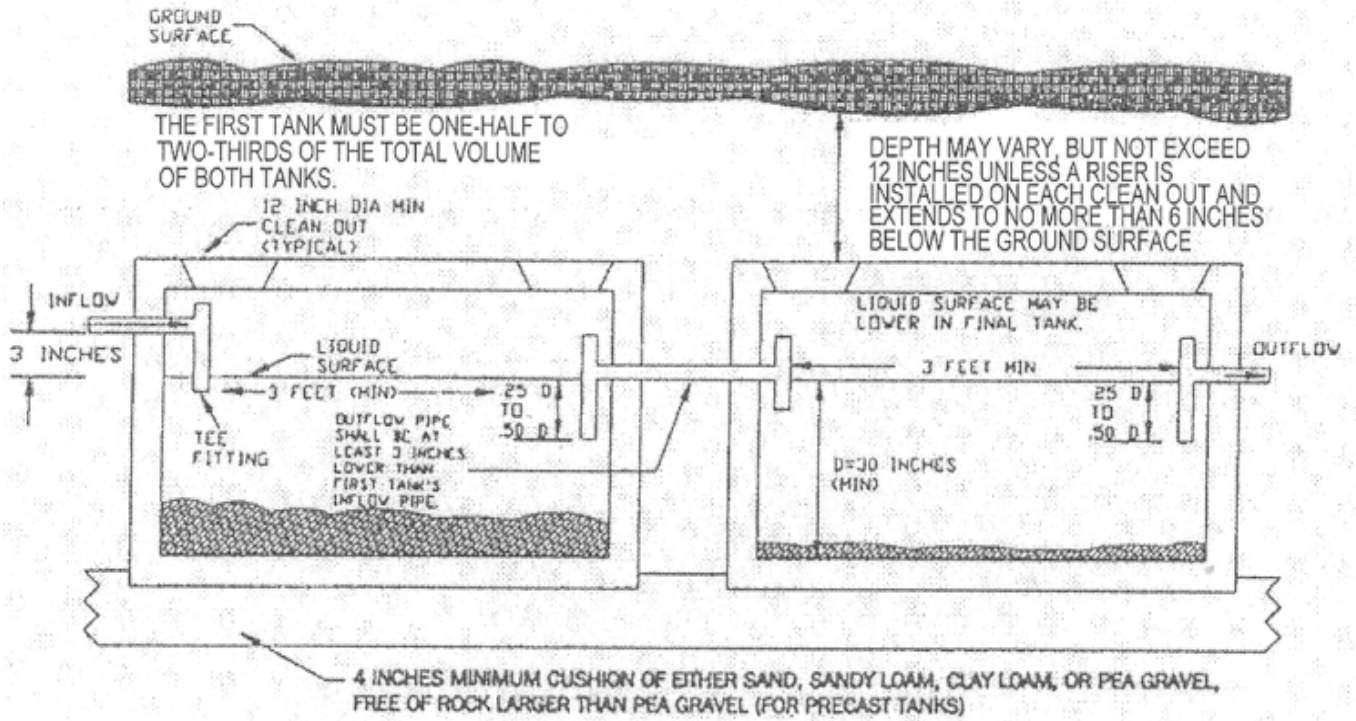 GROUND
SURFACE
THE FIRST TANK MUST BE ONE-HALF TO
TWO-THIRDS OF THE TOTAL VOLUME
OF BOTH TANKS.
DEPTH MAY VARY, BUT NOT EXCEED
12 INCHES UNLESS A RISER IS
INSTALLED ON EACH CLEAN OUT AND
EXTENDS TO NO MORE THAN 6 INCHES
BELOW THE GROUND SURFACE
12 INCH DIA MIN
CLEAN OUT
(TYPICAL)
INFLOW
3 INCHES
LIQUID
SURFACE
3 FEET (MIN)
.25 D
TO
.50 D
TEE
FITTING
OUTFLOW PIPE
SHALL BE AT
LEAST 3 INCHES
LOWER THAN
FIRST TANK'S
INFLOW PIPE.
LIQUID SURFACE MAY BE
LOWER IN FINAL TANK.
3 FEET MIN
OUTFLOW
.25 D
TO
.50 D
D=30 INCHES
(MIN)
4 INCHES MINIMUM CUSHION OF EITHER SAND, SANDY LOAM, CLAY LOAM, OR PEA GRAVEL,
FREE OF ROCK LARGER THAN PEA GRAVEL (FOR PRECAST TANKS)